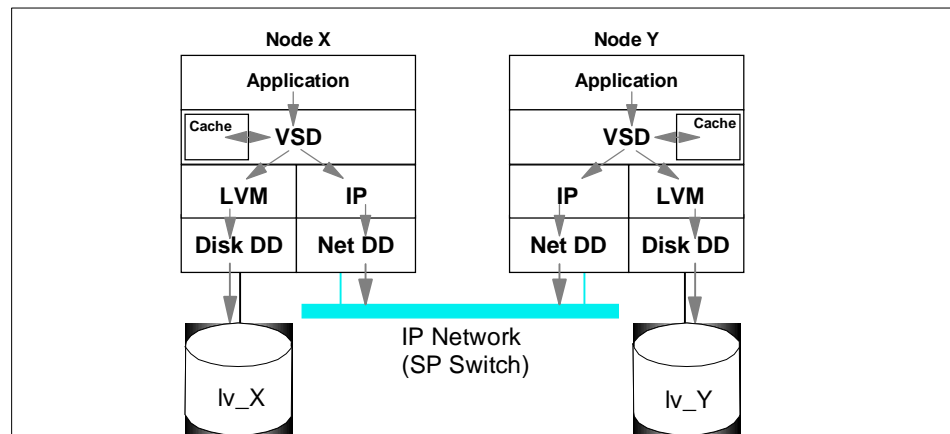 Node X
Node Y
Application
Application
Cache
VSD
VSD
Cache
LVM
IP
IP
LVM
Disk DD
Net DD
Net DD
Disk DD
IP Network
(SP Switch)
lv_X
lv_Y